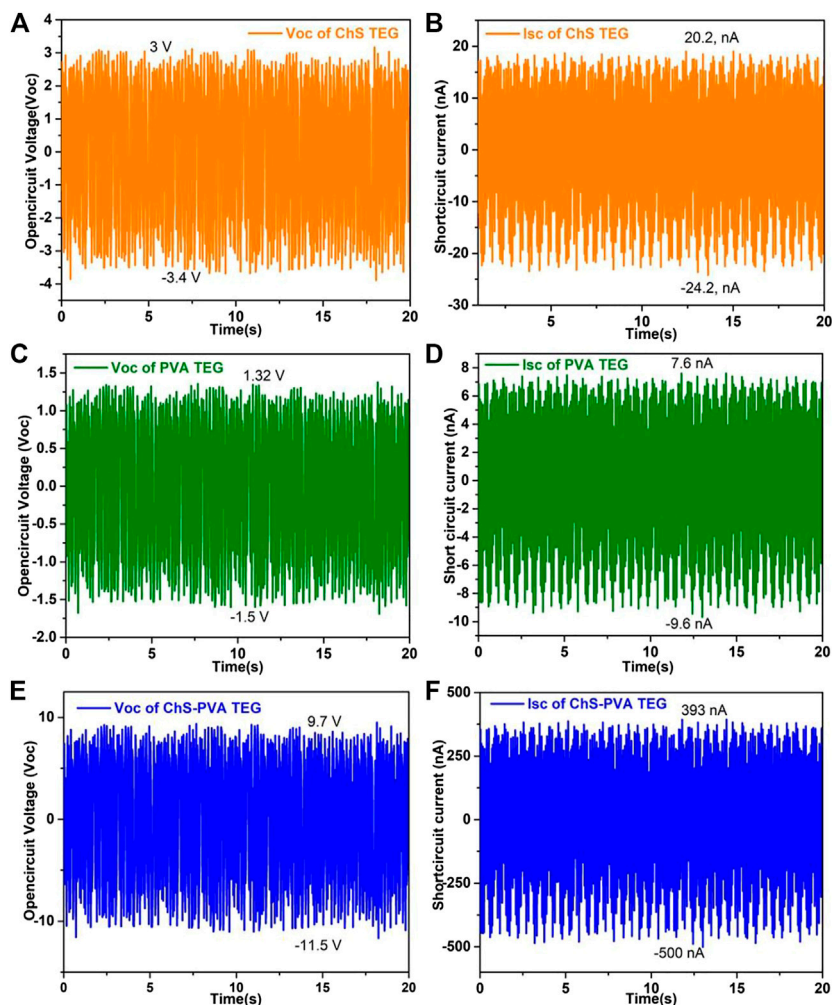 A
Voc of ChS TEG
3 V
-3.4 V
4
3
2
1
0
-1
-2
-3
-4
Opencircuit Voltage(Voc)
0
5
10
15
20
Time(s)
B
Isc of ChS TEG
20.2, nA
-24.2, nA
30
20
10
0
-10
-20
-30
Shortcircuit current (nA)
5
10
15
20
Time(s)
C
Voc of PVA TEG
1.32 V
-1.5 V
1.5
1.0
0.5
0.0
-0.5
-1.0
-1.5
-2.0
Opencircuit Voltage (Voc)
0
5
10
15
20
Time(s)
D
Isc of PVA TEG
7.6 nA
-9.6 nA
8
6
4
2
0
-2
-4
-6
-8
-10
Short circuit current (nA)
0
5
10
15
20
Time(s)
E
Voc of ChS-PVA TEG
9.7 V
-11.5 V
10
0
-10
Opencircuit Voltage (Voc)
0
5
10
15
20
Time(s)
F
Isc of ChS-PVA TEG
393 nA
-500 nA
500
250
0
-250
-500
Shortcircuit current (nA)
0
5
10
15
20
Time(s)